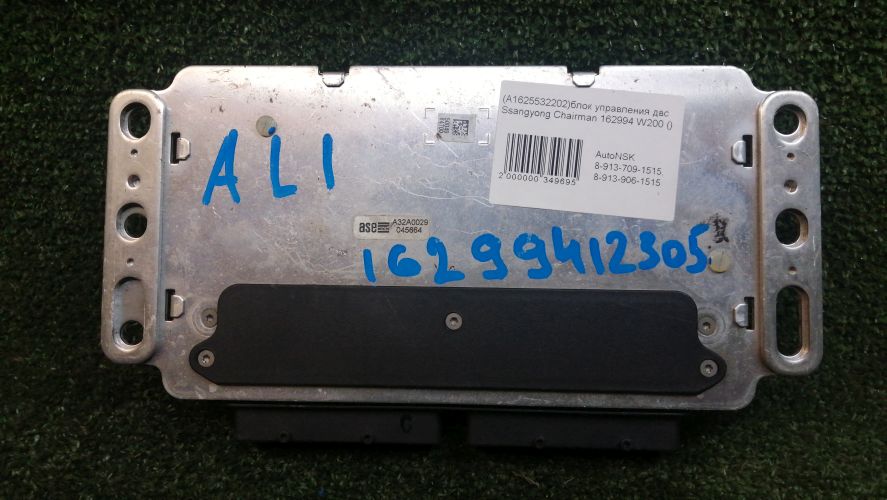 (A1625532202)блок управления двс
Ssangyong Chairman 162994 W200 ()
AutoNSK
8-913-709-1515
8-913-906-1515
2 000000 349695
ALI
ase A32A0029
045664
16299412305
C